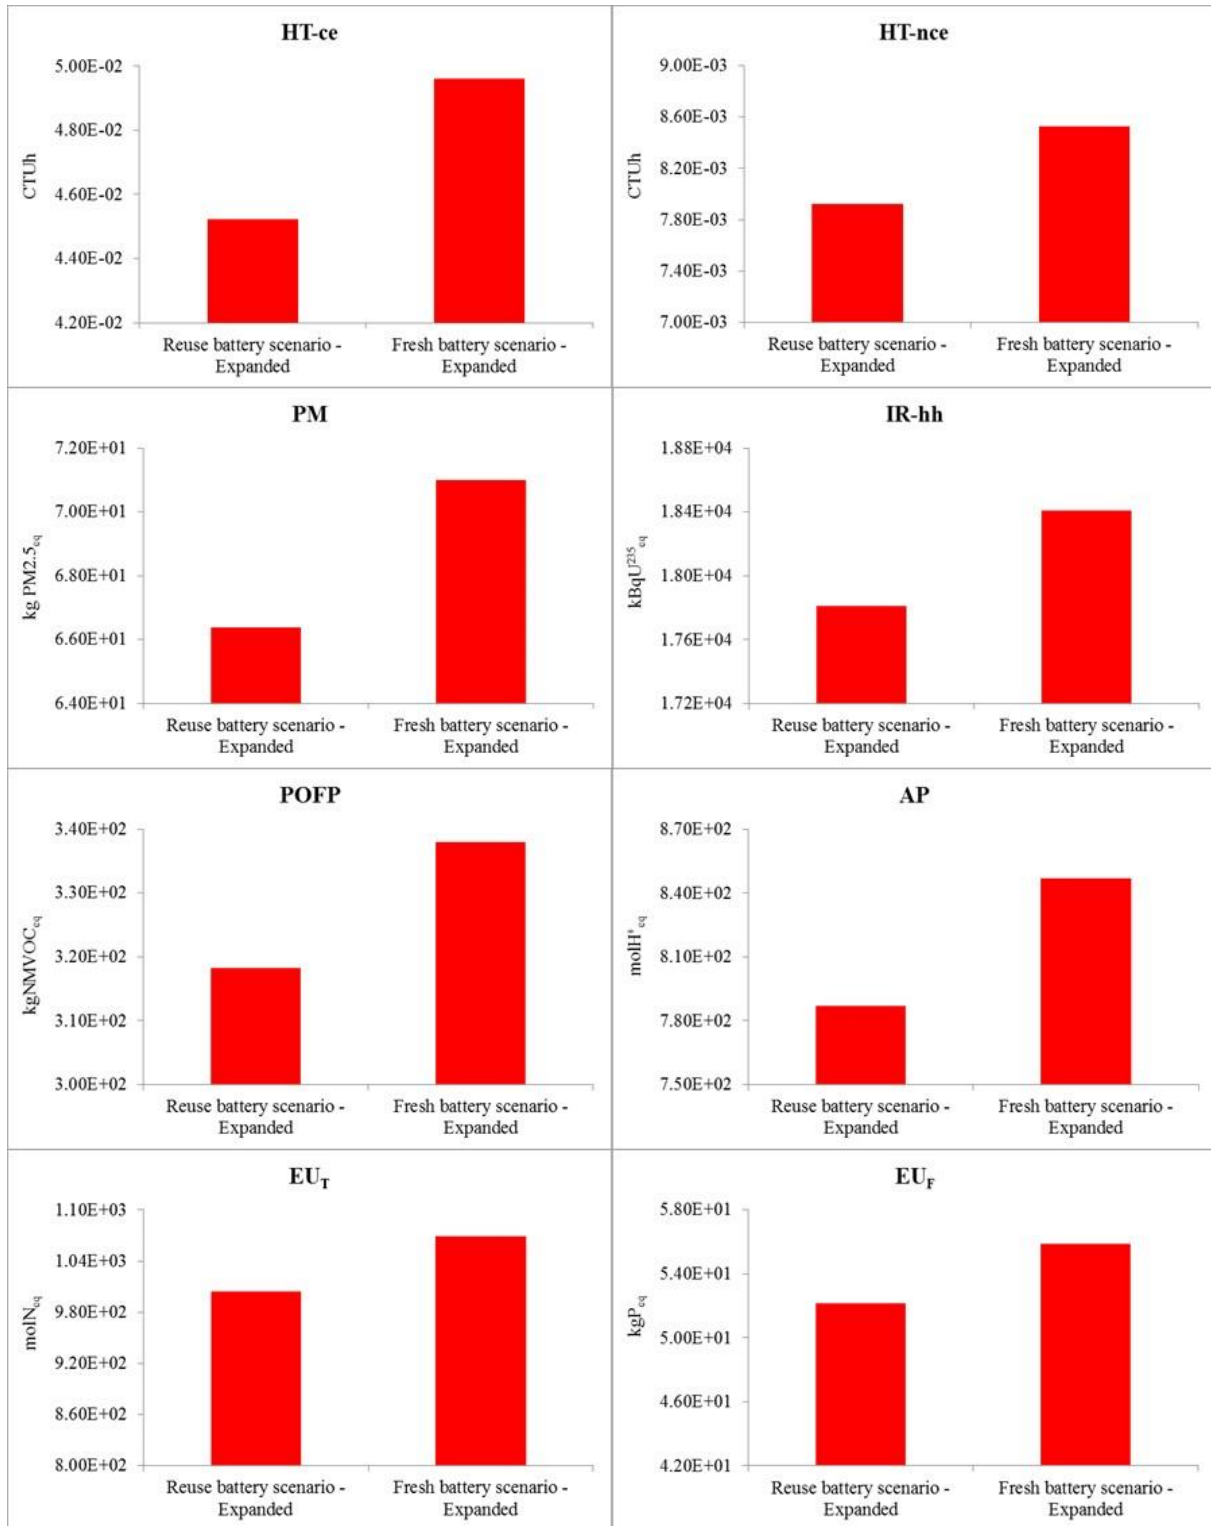 HT-ce
CTUh
5.00E-02
4.80E-02
4.60E-02
4.40E-02
4.20E-02
Reuse battery scenario -
Expanded
Fresh battery scenario -
Expanded
HT-nce
CTUh
9.00E-03
8.60E-03
8.20E-03
7.80E-03
7.40E-03
7.00E-03
Reuse battery scenario -
Expanded
Fresh battery scenario -
Expanded
PM
kg PM2.5eq
7.20E+01
7.00E+01
6.80E+01
6.60E+01
6.40E+01
Reuse battery scenario -
Expanded
Fresh battery scenario -
Expanded
IR-hh
kBqU²³⁵eq
1.88E+04
1.84E+04
1.80E+04
1.76E+04
1.72E+04
Reuse battery scenario -
Expanded
Fresh battery scenario -
Expanded
POFP
kgNMVOCeq
3.40E+02
3.30E+02
3.20E+02
3.10E+02
3.00E+02
Reuse battery scenario -
Expanded
Fresh battery scenario -
Expanded
AP
molH⁺eq
8.70E+02
8.40E+02
8.10E+02
7.80E+02
7.50E+02
Reuse battery scenario -
Expanded
Fresh battery scenario -
Expanded
EUT
molNeq
1.10E+03
1.04E+03
9.80E+02
9.20E+02
8.60E+02
8.00E+02
Reuse battery scenario -
Expanded
Fresh battery scenario -
Expanded
EUF
kgPeq
5.80E+01
5.40E+01
5.00E+01
4.60E+01
4.20E+01
Reuse battery scenario -
Expanded
Fresh battery scenario -
Expanded